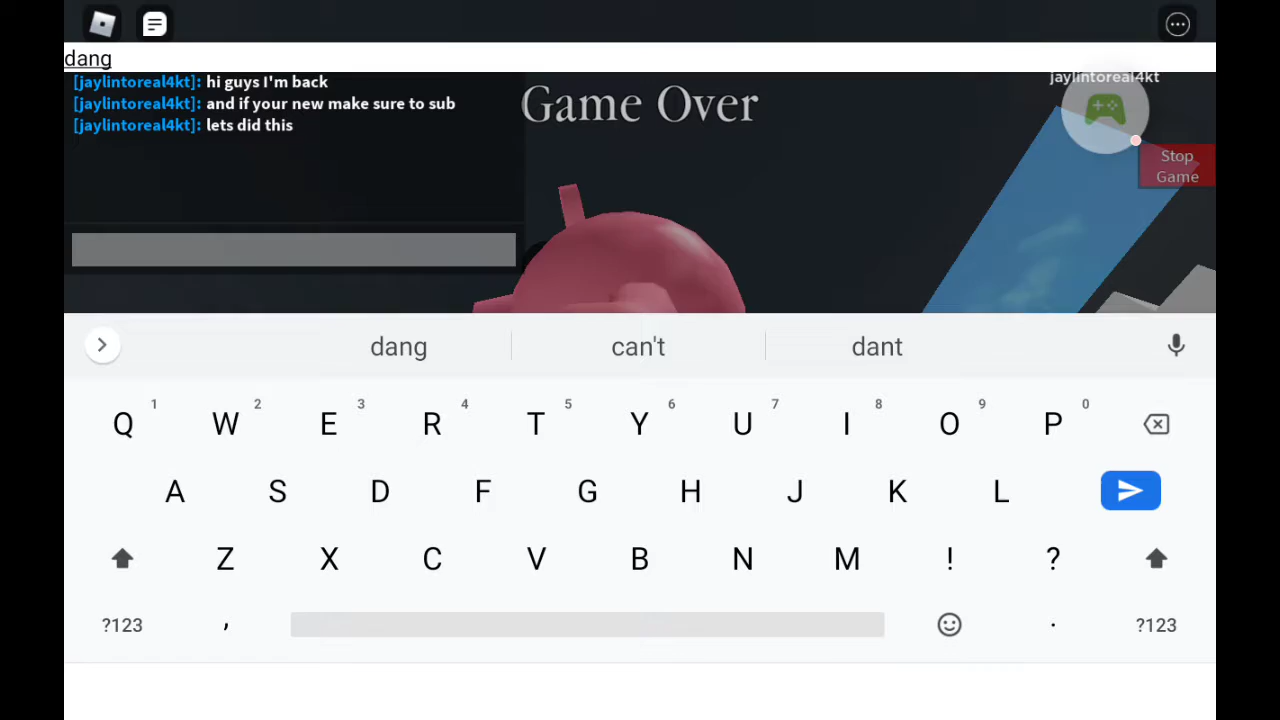 dang
[jaylintoreal4kt]: hi guys I'm back
[jaylintoreal4kt]: and if your new make sure to sub
[jaylintoreal4kt]: lets did this
Game Over
jaylintoreal4kt
Stop
Game
dang can't dant
1 2 3 4 5 6 7 8 9 0
Q W E R T Y U I O P
A S D F G H J K L
Z X C V B N M ! ?
?123 , . ?123